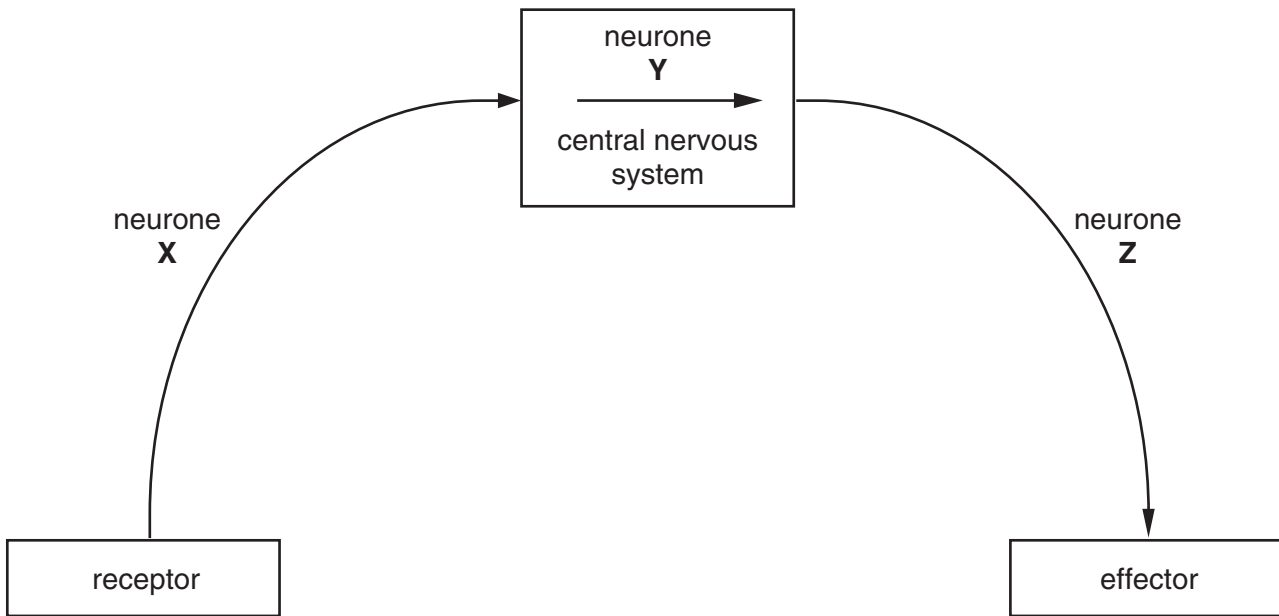 neurone
Y
central nervous
system
neurone
X
neurone
Z
receptor
effector